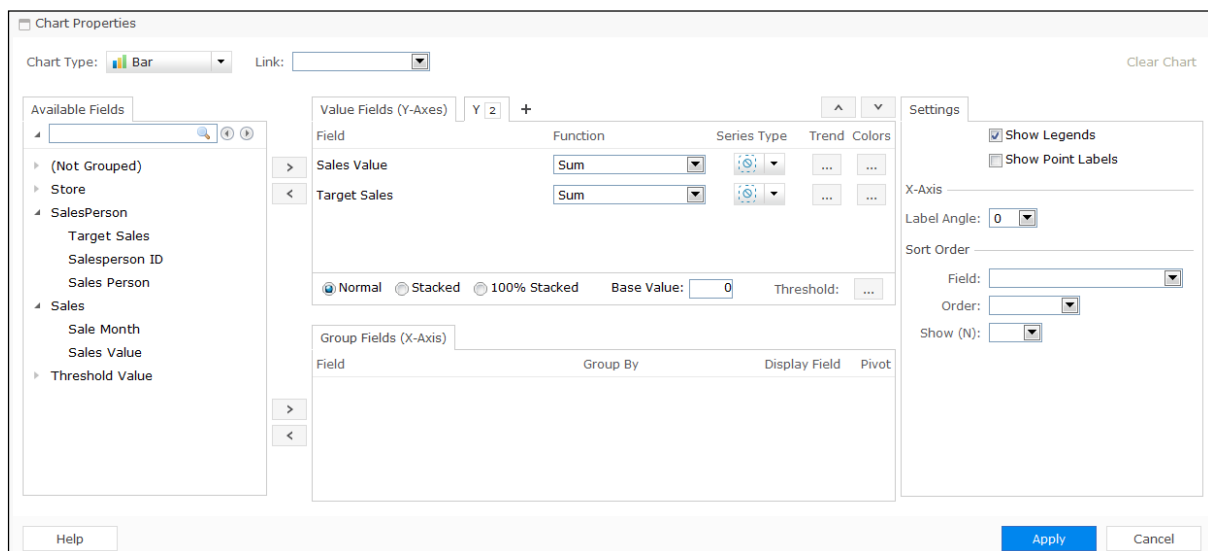 Chart Properties
Chart Type: Bar Link: Clear Chart
Available Fields
(Not Grouped)
Store
SalesPerson
Target Sales
Salesperson ID
Sales Person
Sales
Sale Month
Sales Value
Threshold Value
>
<
>
<
Value Fields (Y-Axes) Y 2 +
Field Function Series Type Trend Colors
Sales Value Sum ... ...
Target Sales Sum ... ...
Normal Stacked 100% Stacked Base Value: 0 Threshold: ...
Group Fields (X-Axis)
Field Group By Display Field Pivot
Settings
Show Legends
Show Point Labels
X-Axis
Label Angle: 0
Sort Order
Field:
Order:
Show (N):
Help Apply Cancel